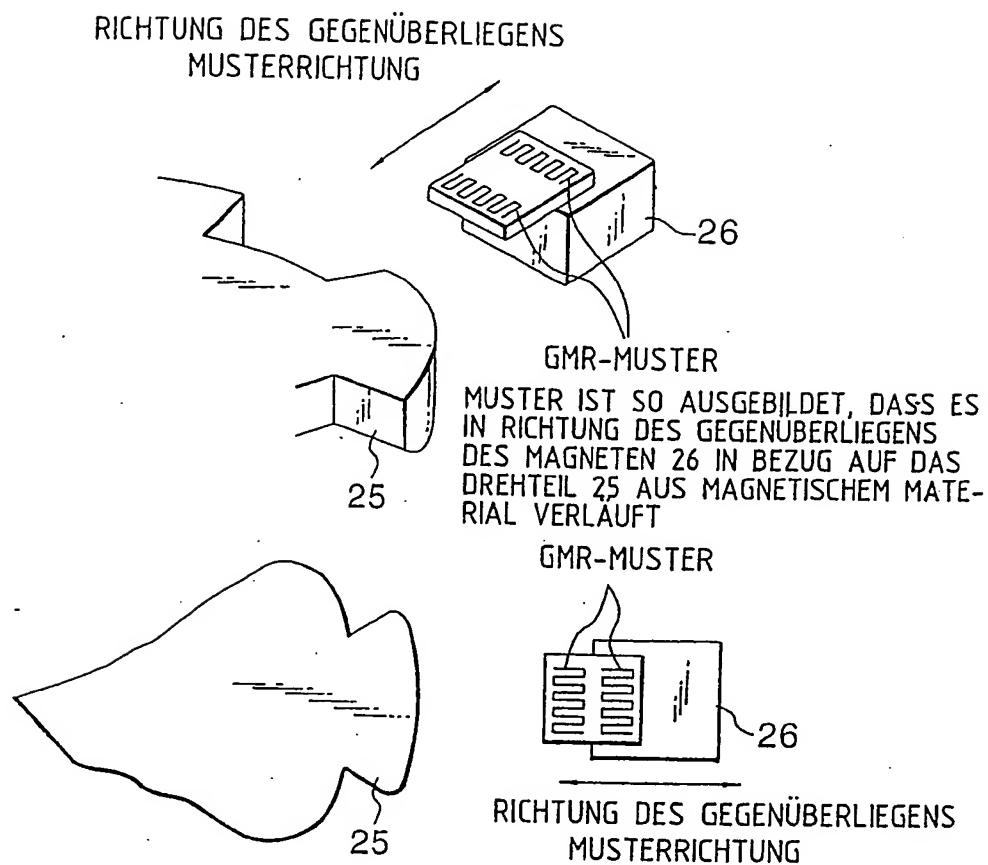 RICHTUNG DES GEGENÜBERLIEGENS
MUSTERRICHTUNG
26
GMR-MUSTER
MUSTER IST SO AUSGEBILDET, DASS ES
IN RICHTUNG DES GEGENÜBERLIEGENS
DES MAGNETEN 26 IN BEZUG AUF DAS
DREHTEIL 25 AUS MAGNETISCHEM MATE-
RIAL VERLÄUFT
25
GMR-MUSTER
26
25
RICHTUNG DES GEGENÜBERLIEGENS
MUSTERRICHTUNG